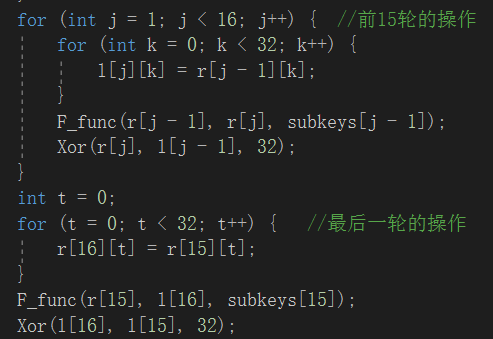 for (int j = 1; j < 16; j++) { //前15轮的操作
for (int k = 0; k < 32; k++) {
l[j][k] = r[j - 1][k];
}
F_func(r[j - 1], r[j], subkeys[j - 1]);
Xor(r[j], l[j - 1], 32);
}
int t = 0;
for (t = 0; t < 32; t++) { //最后一轮的操作
r[16][t] = r[15][t];
}
F_func(r[15], l[16], subkeys[15]);
Xor(l[16], l[15], 32);